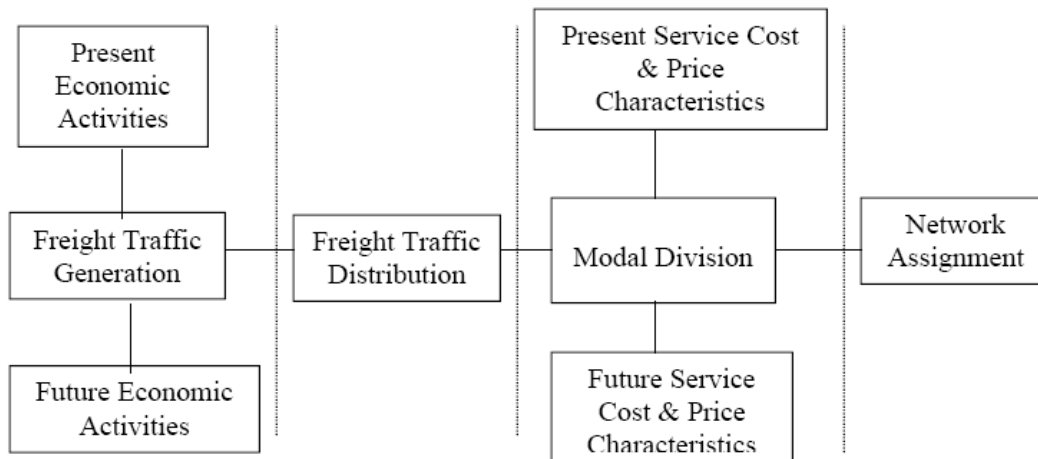 Present
Economic
Activities
Freight Traffic
Generation
Future Economic
Activities
Freight Traffic
Distribution
Present Service Cost
& Price
Characteristics
Modal Division
Future Service
Cost & Price
Characteristics
Network
Assignment